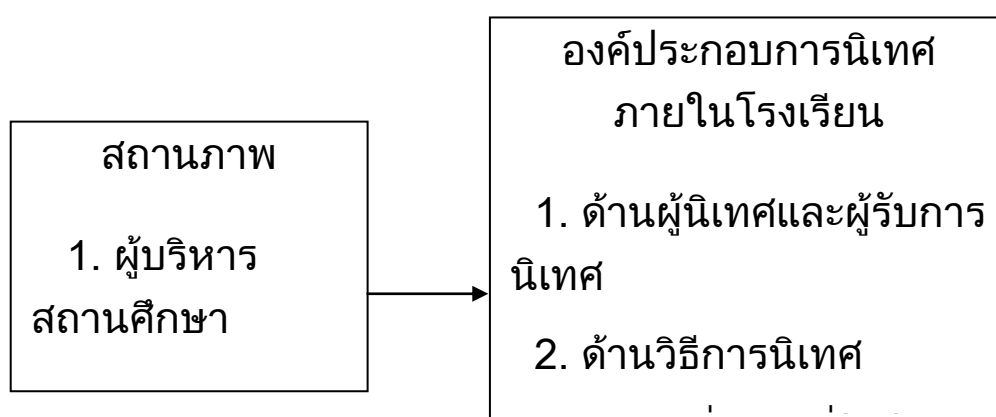 สถานภาพ
1. ผู้บริหาร
สถานศึกษา
องค์ประกอบการนิเทศ
ภายในโรงเรียน
1. ด้านผู้นิเทศและผู้รับการ
นิเทศ
2. ด้านวิธีการนิเทศ